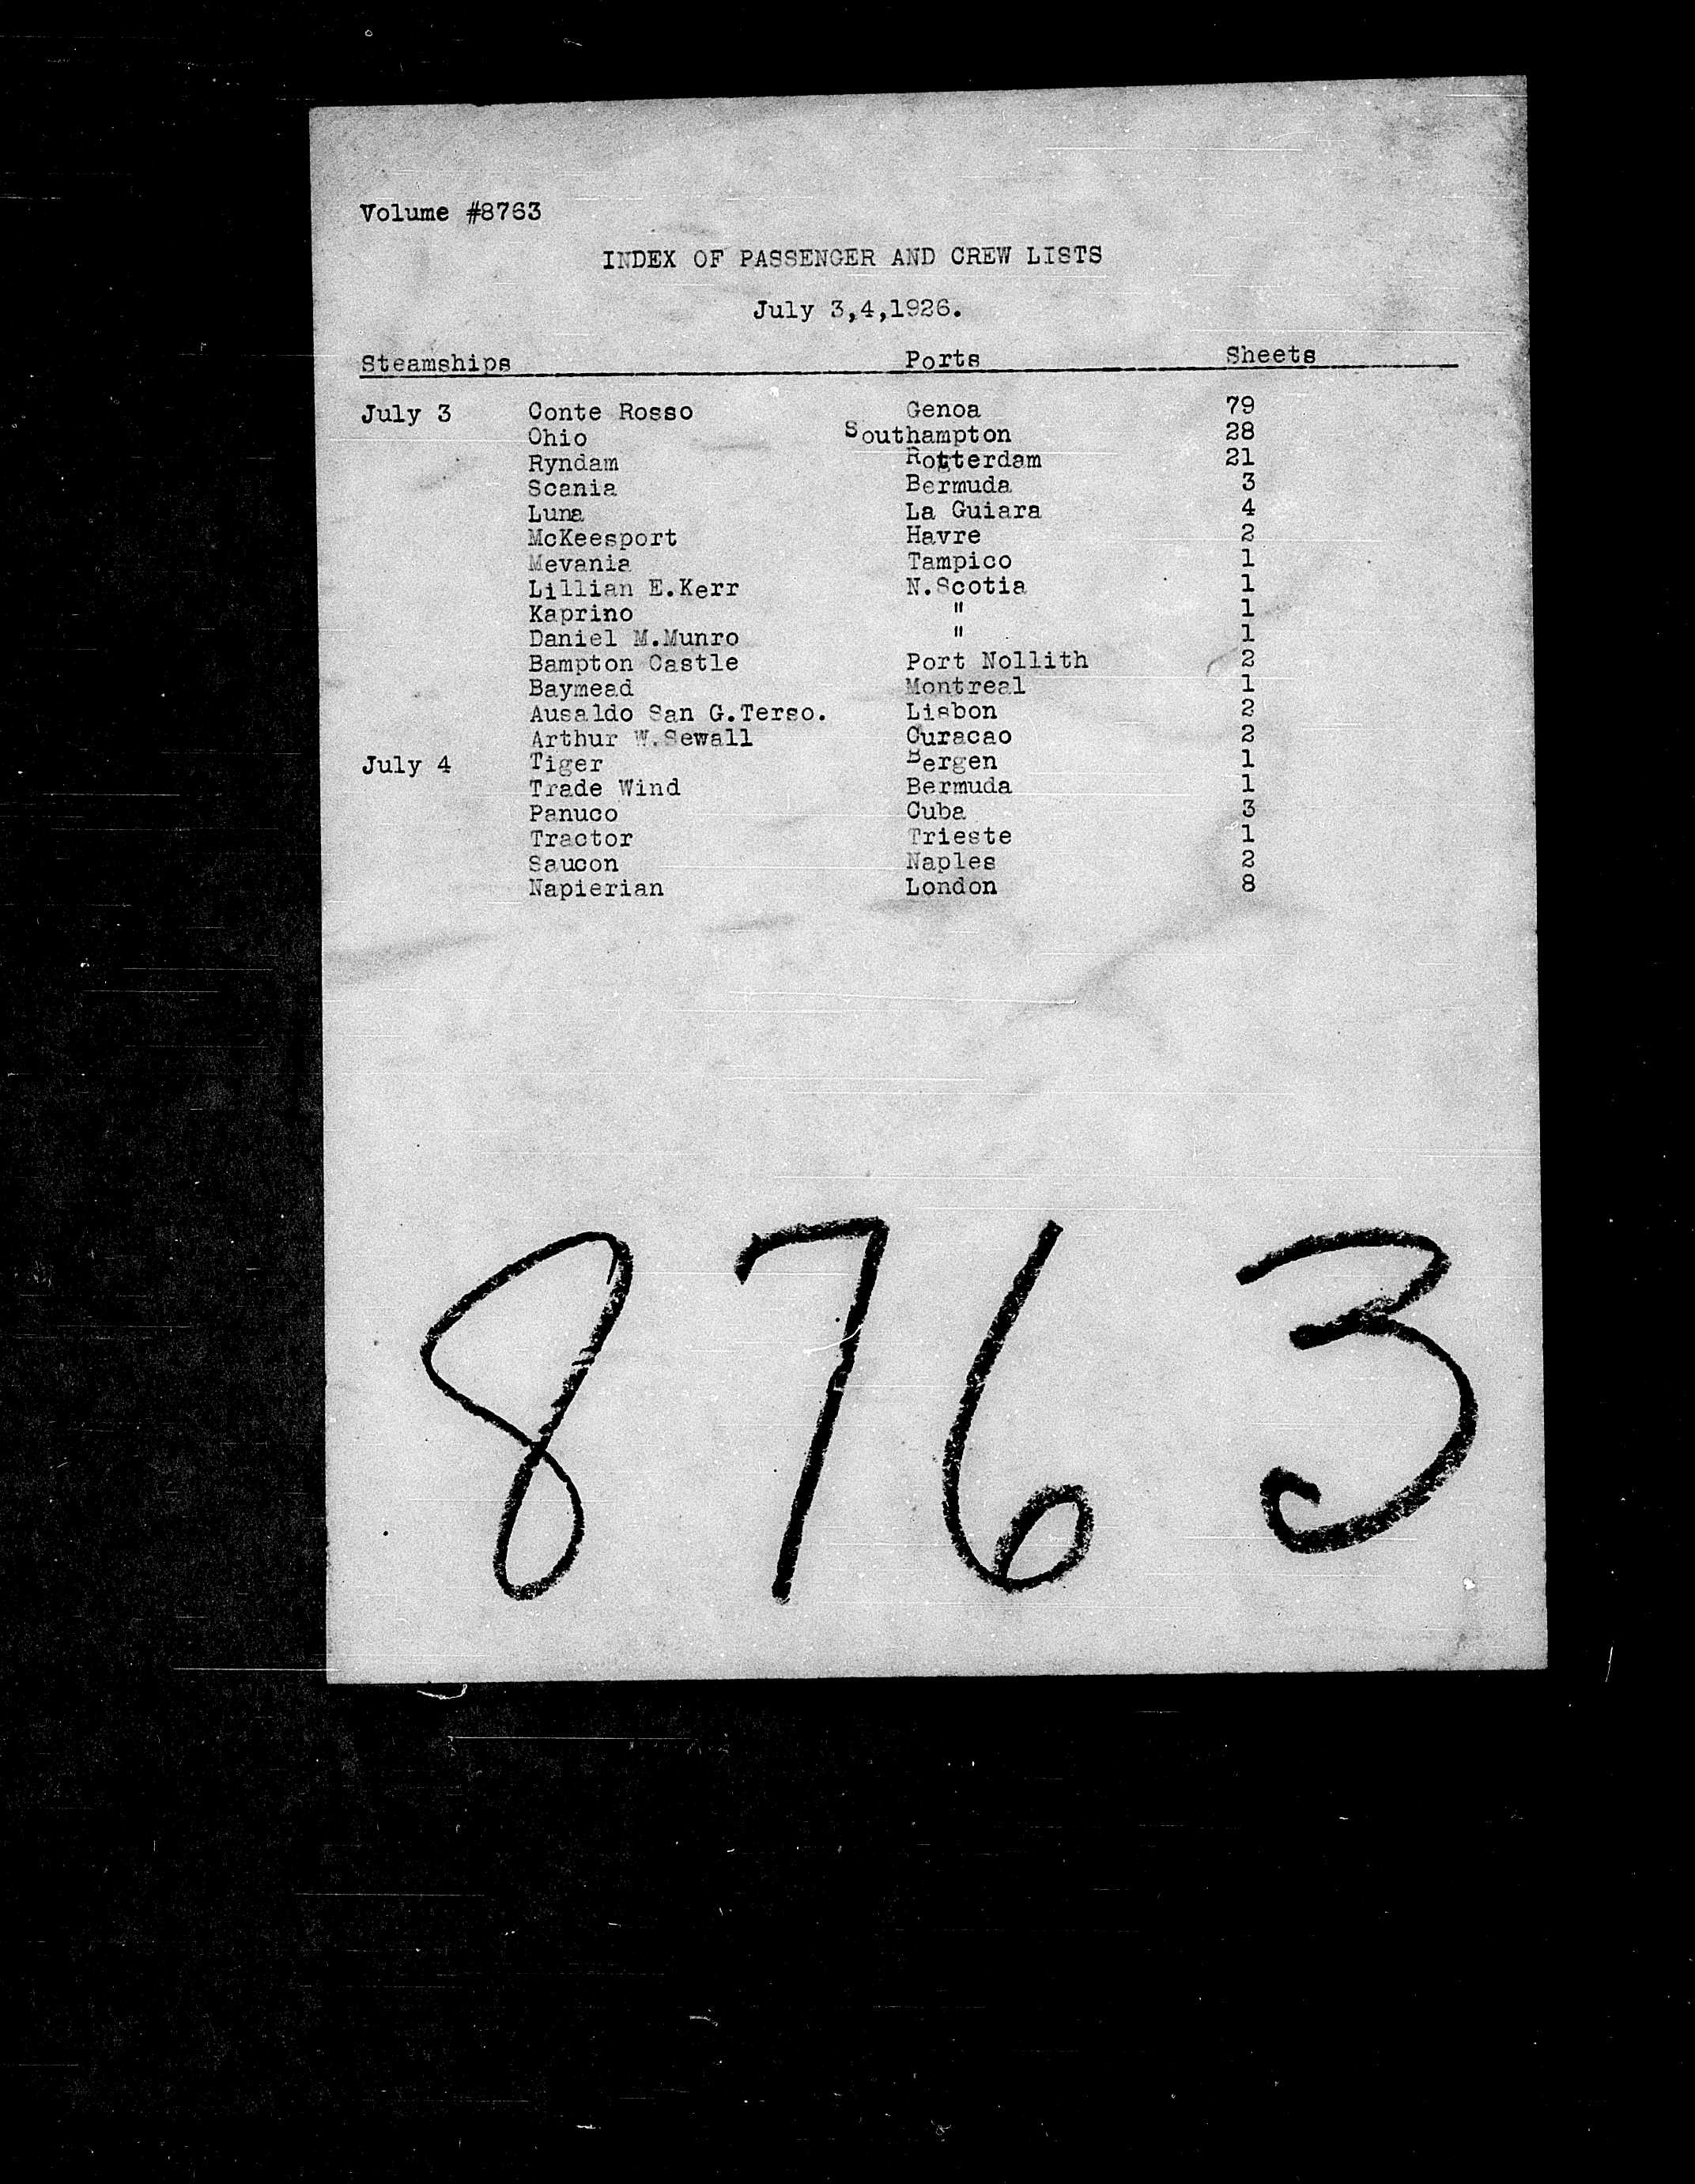 Volume #8763
INDEX OF PASSENGER AND CREW LISTS
July 3,4,1926.
Steamships Ports Sheets
July 3 Conte Rosso Genoa 79
Ohio Southampton 28
Ryndam Rotterdam 21
Scania Bermuda 3
Luna La Guiara 4
McKeesport Havre 2
Mevania Tampico 1
Lillian E.Kerr N.Scotia 1
Kaprino " 1
Daniel M.Munro " 1
Bampton Castle Port Nollith 2
Baymead Montreal 1
Ausaldo San G.Terso. Lisbon 2
Arthur W.Sewall Curacao 2
July 4 Tiger Bergen 1
Trade Wind Bermuda 1
Panuco Cuba 3
Tractor Trieste 1
Saucon Naples 2
Napierian London 8
8763